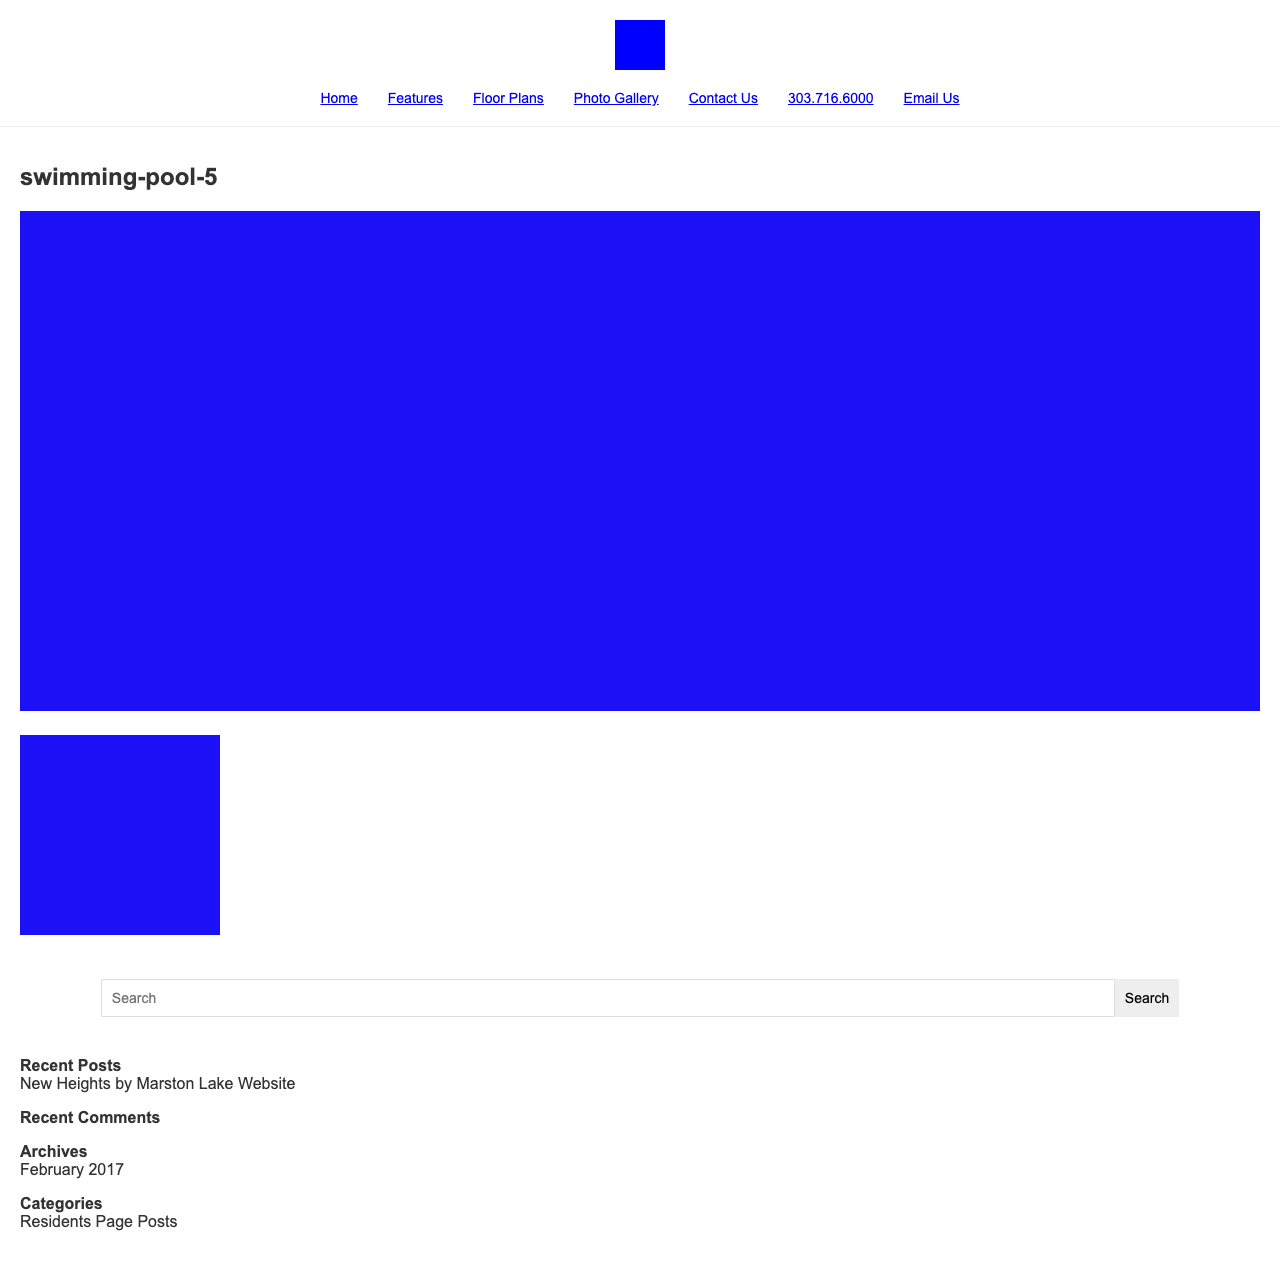 Home Features Floor Plans Photo Gallery Contact Us 303.716.6000 Email Us
swimming-pool-5
Search Search
Recent Posts
New Heights by Marston Lake Website
Recent Comments
Archives
February 2017
Categories
Residents Page Posts